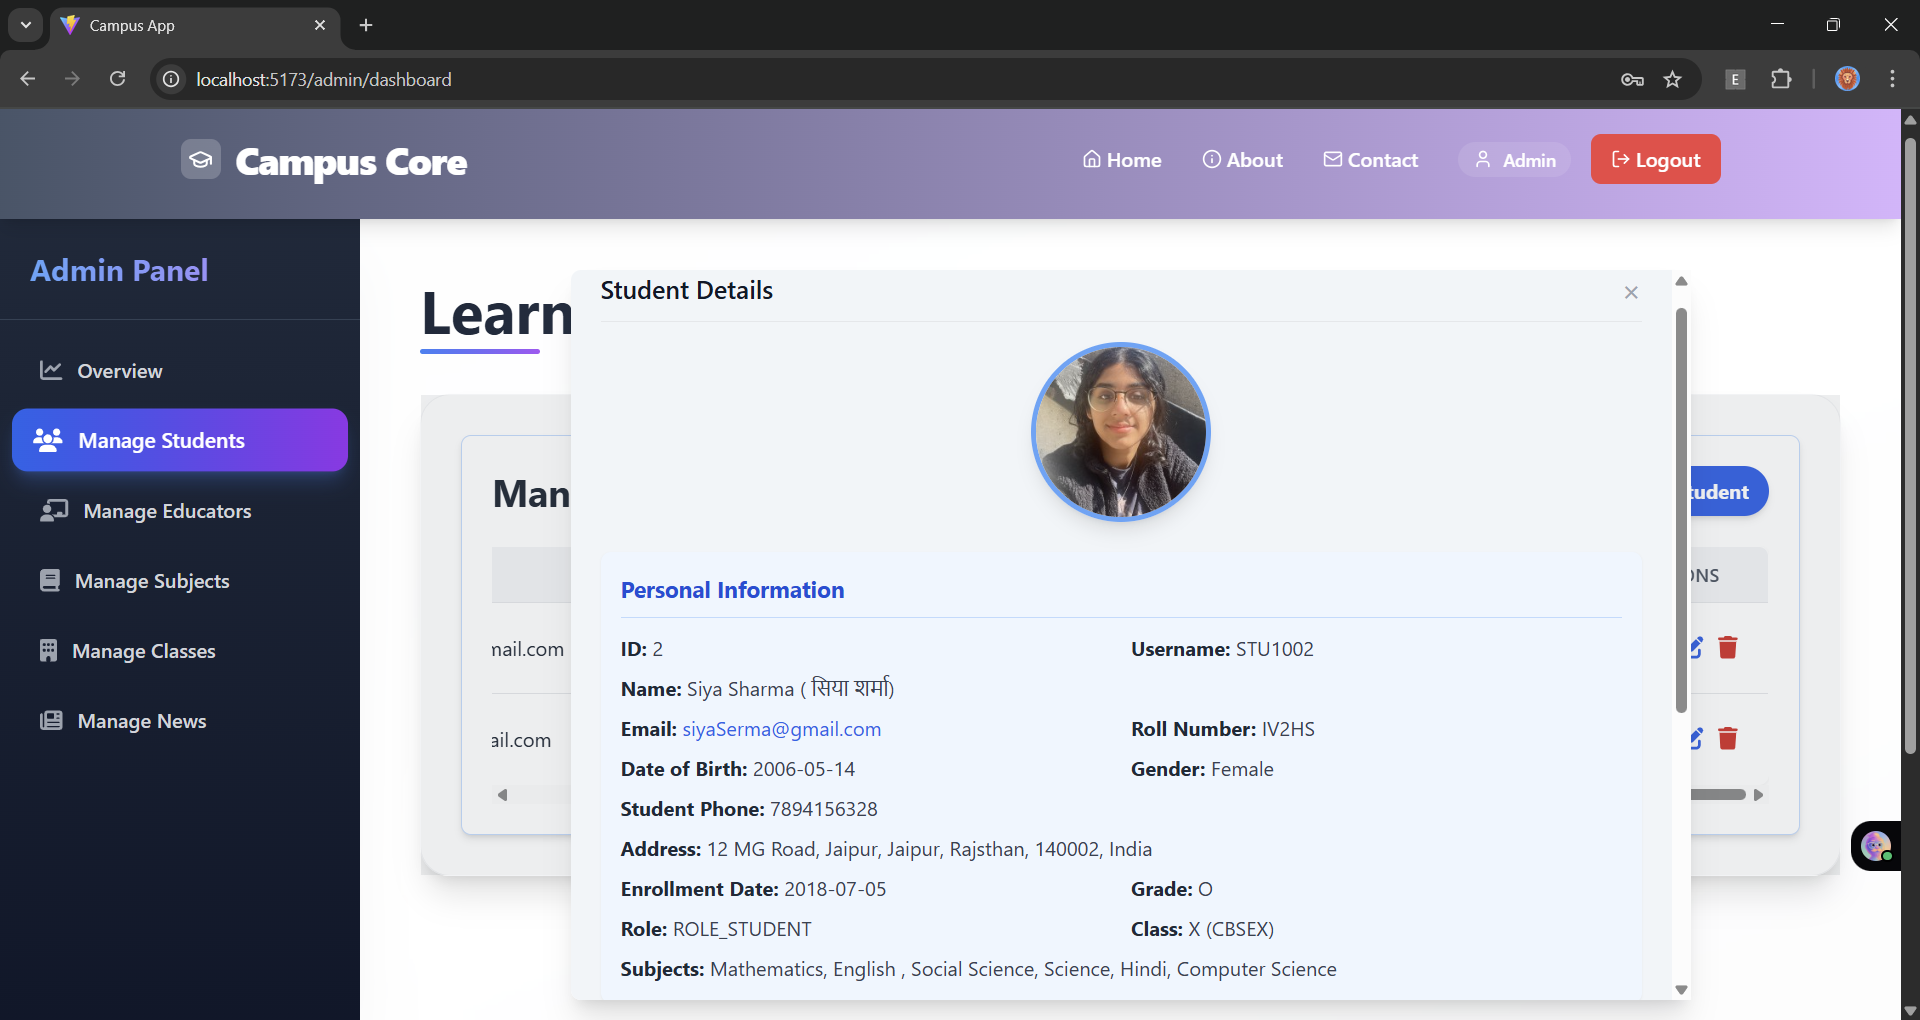 Campus App
localhost:5173/admin/dashboard
E
Campus Core
Home
About
Contact
Admin
Logout
Admin Panel
Overview
Manage Students
Manage Educators
Manage Subjects
Manage Classes
Manage News
Learn
Man
mail.com
ail.com
Student Details
Personal Information
ID: 2
Username: STU1002
Name: Siya Sharma ( सिया शर्मा)
Email: siyaSerma@gmail.com
Roll Number: IV2HS
Date of Birth: 2006-05-14
Gender: Female
Student Phone: 7894156328
Address: 12 MG Road, Jaipur, Jaipur, Rajsthan, 140002, India
Enrollment Date: 2018-07-05
Grade: O
Role: ROLE_STUDENT
Class: X (CBSEX)
Subjects: Mathematics, English , Social Science, Science, Hindi, Computer Science
tudent
ONS